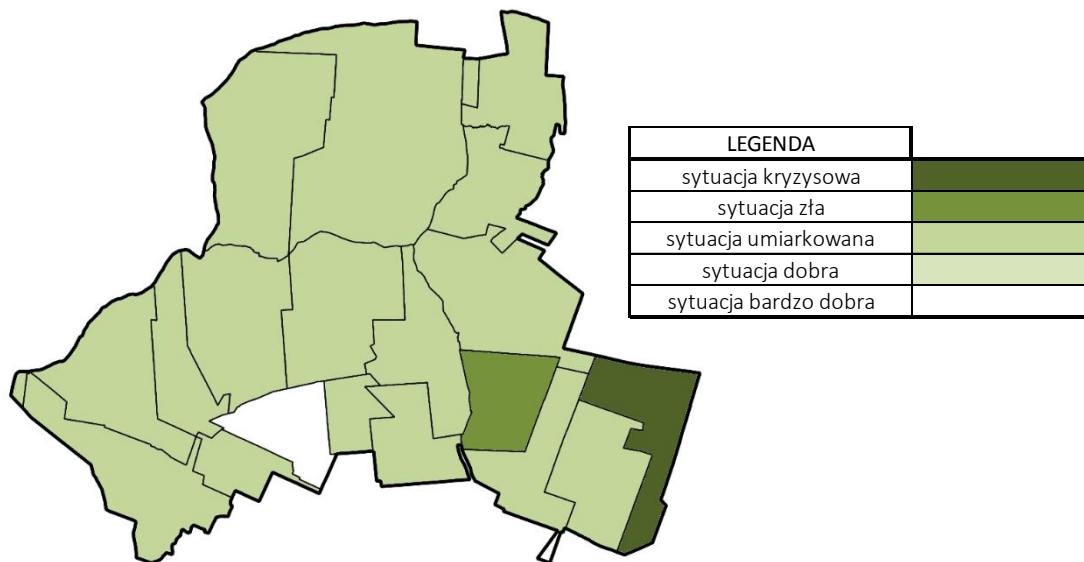 LEGENDA
sytuacja kryzysowa
sytuacja zła
sytuacja umiarkowana
sytuacja dobra
sytuacja bardzo dobra